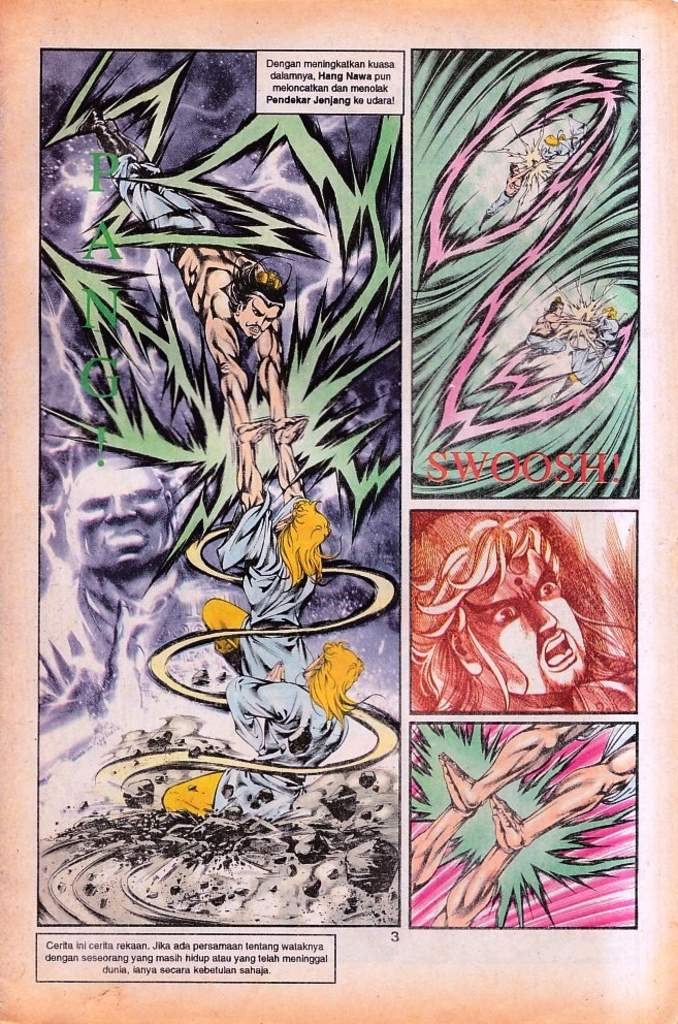 Dengan meningkatkan kuasa
dalamnya, Hang Nawa pun
meloncatkan dan menolak
Pendekar Jenjang ke udara!
PANG!
SWOOSH!
3
Cerita ini cerita rekaan. Jika ada persamaan tentang wataknya
dengan seseorang yang masih hidup atau yang telah meninggal
dunia, ianya secara kebetulan sahaja.